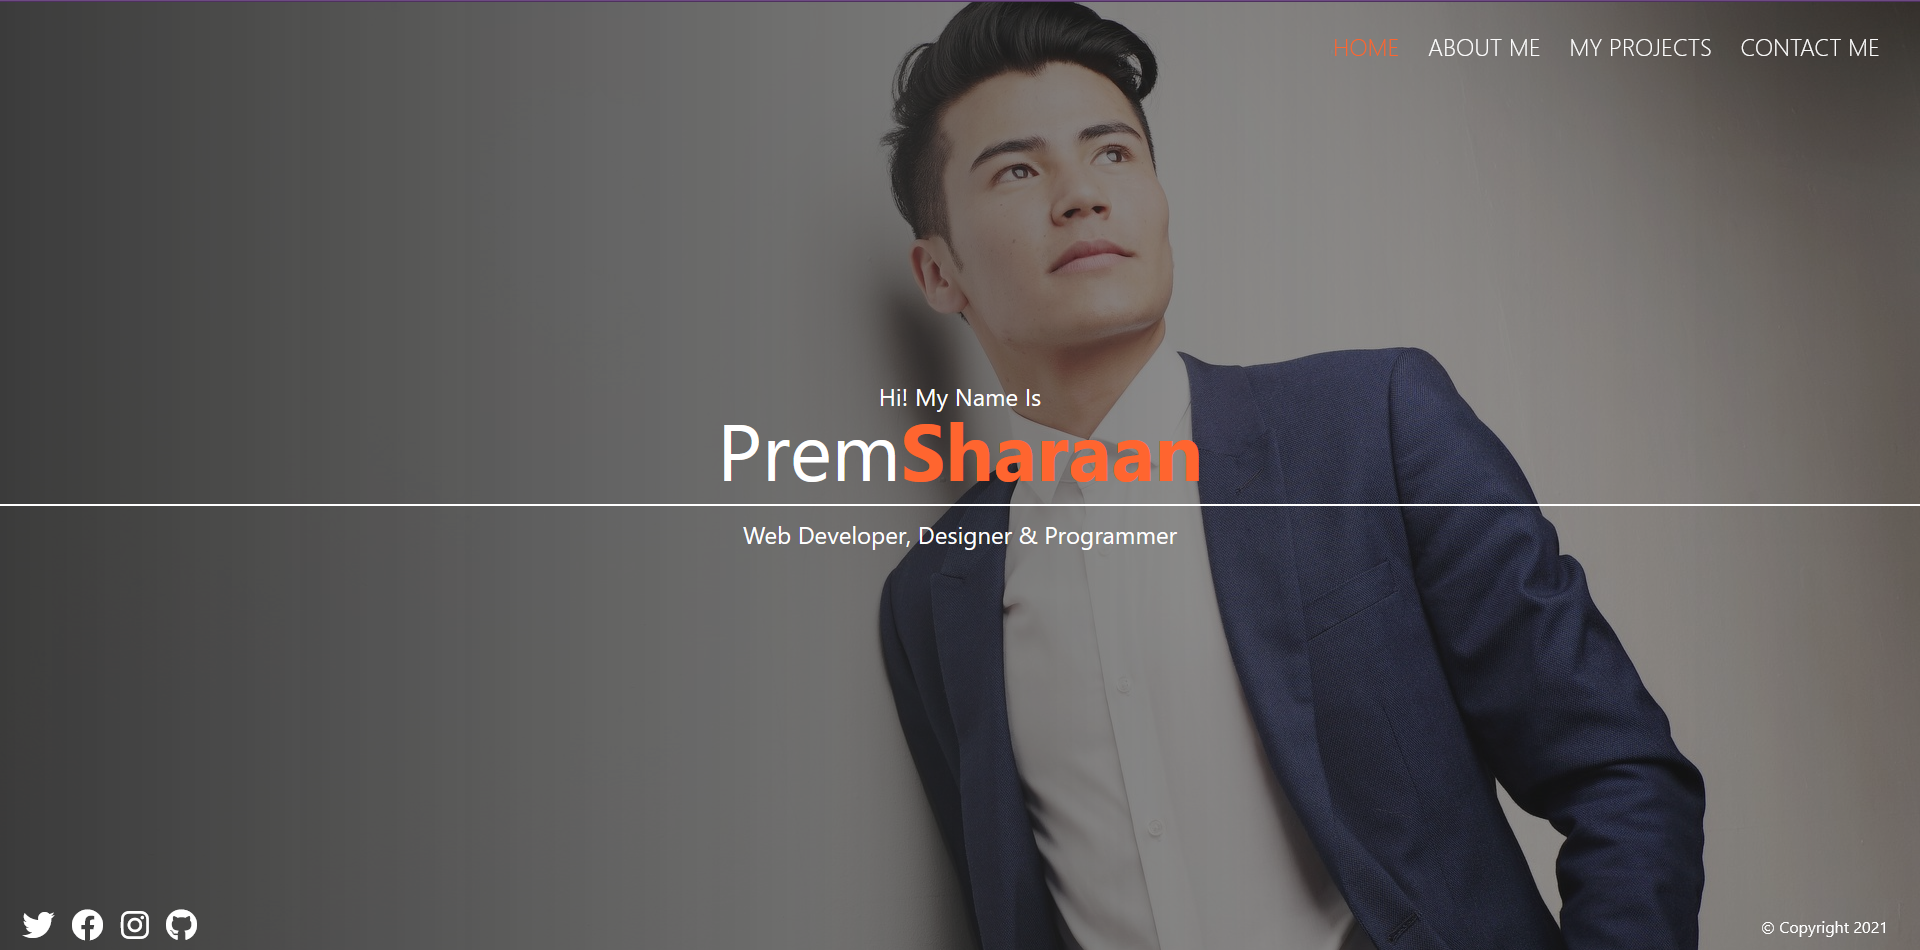 HOME ABOUT ME MY PROJECTS CONTACT ME
Hi! My Name Is
PremSharaan
Web Developer, Designer & Programmer
© Copyright 2021